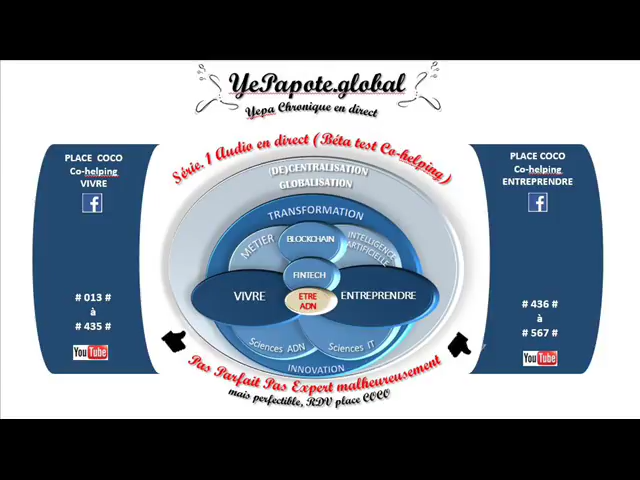 YePapote.global
Yepa Chronique en direct
Série. 1 Audio en direct (Béta test Co-helping)
PLACE COCO
Co-helping
VIVRE
f
# 013 #
à
# 435 #
YouTube
(DE)CENTRALISATION
GLOBALISATION
TRANSFORMATION
METIER
BLOCKCHAIN
INTELLIGENCE
ARTIFICIELLE
FINTECH
VIVRE
ETRE
ADN
ENTREPRENDRE
Sciences ADN
Sciences IT
INNOVATION
PLACE COCO
Co-helping
ENTREPRENDRE
f
# 436 #
à
# 567 #
YouTube
Pas Parfait Pas Expert malheureusement
mais perfectible, RDV place COCO